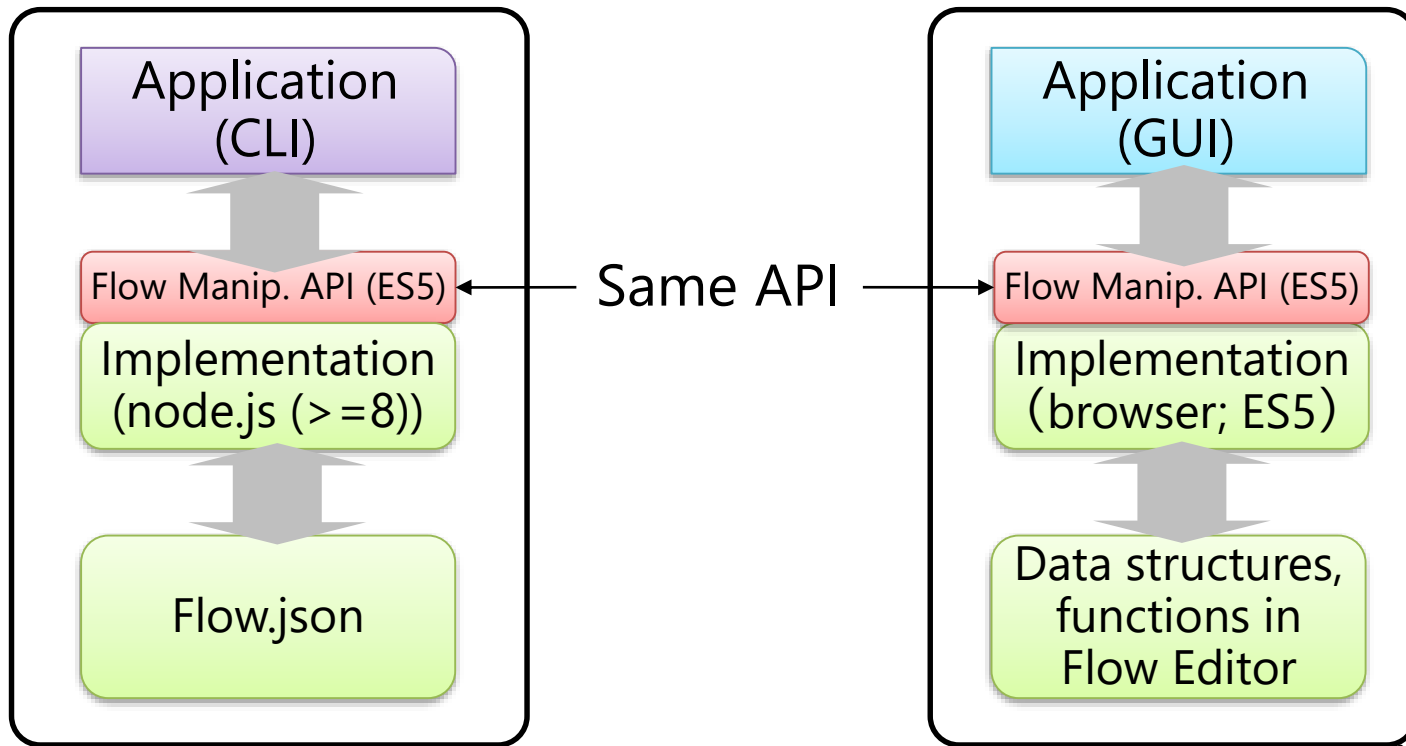 Application
(CLI)
Flow Manip. API (ES5)
Implementation
(node.js (>=8))
Flow.json
Same API
Application
(GUI)
Flow Manip. API (ES5)
Implementation
（browser; ES5）
Data structures,
functions in
Flow Editor